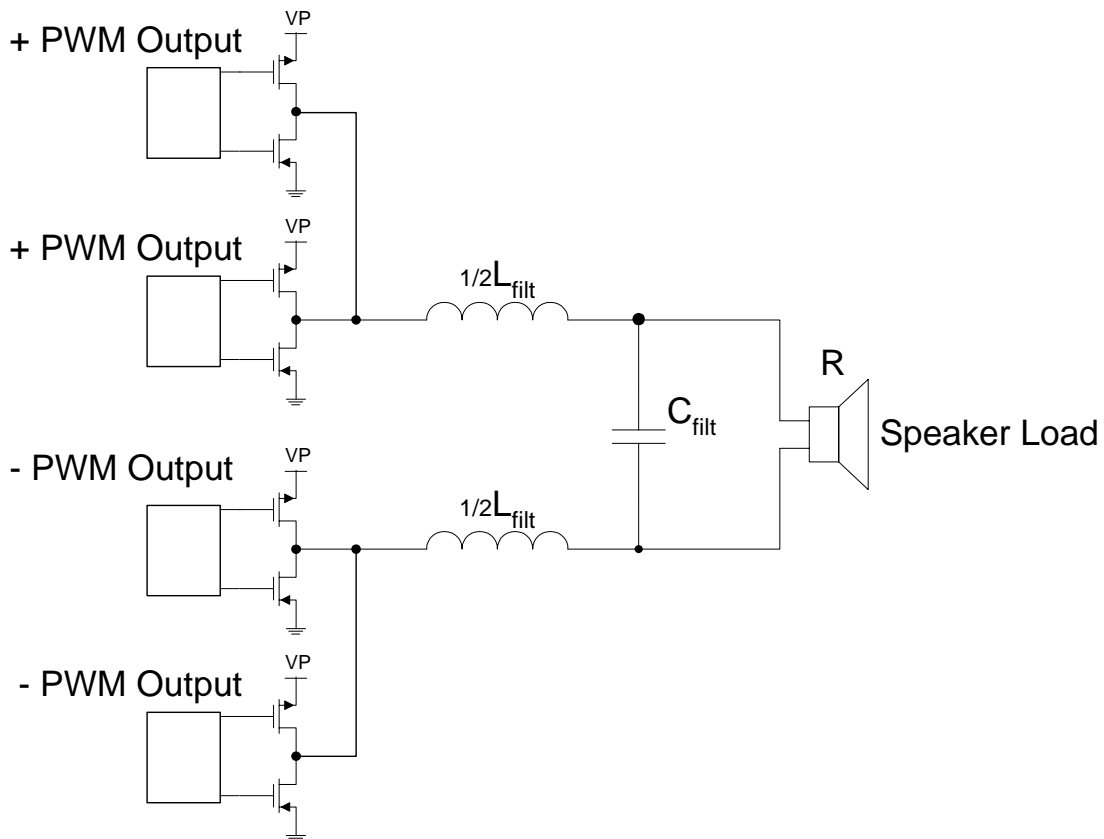 VP
+ PWM Output
VP
+ PWM Output
1/2Lfilt
R
Cfilt
Speaker Load
VP
- PWM Output
1/2Lfilt
VP
- PWM Output